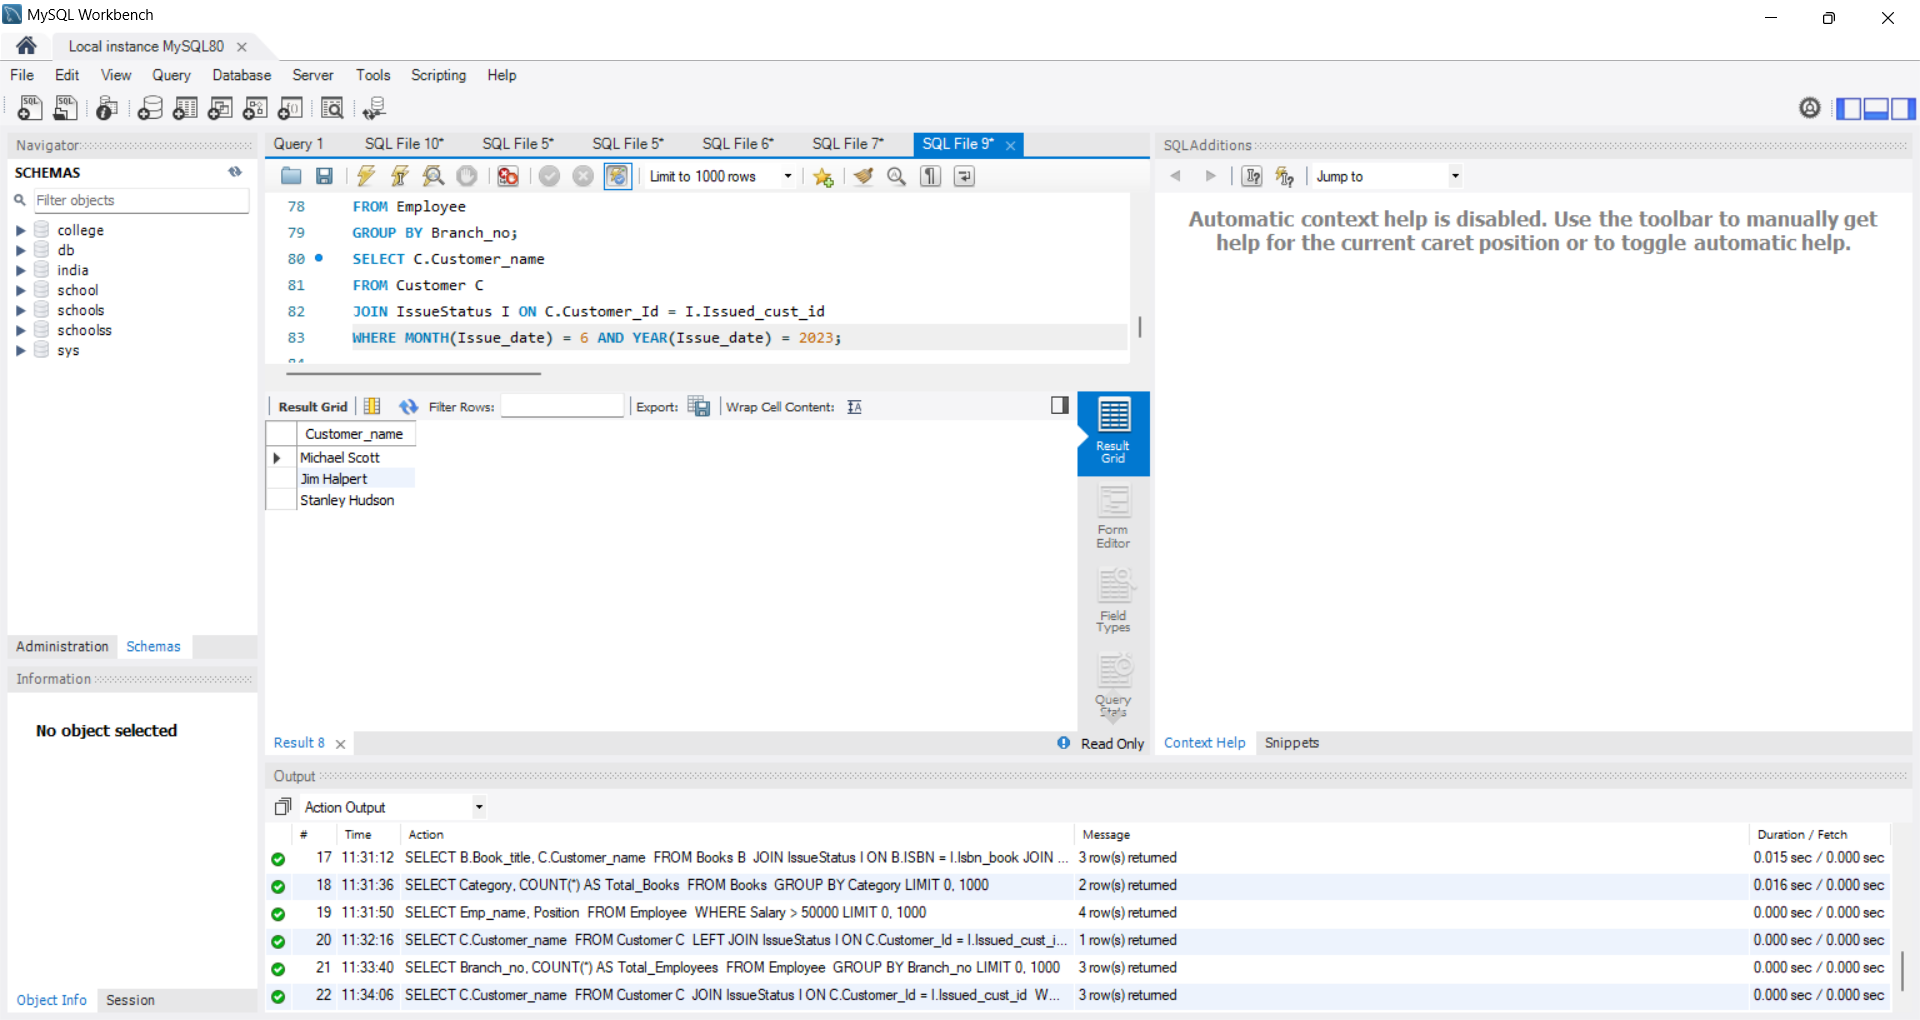 MySQL Workbench
Local instance MySQL80
File Edit View Query Database Server Tools Scripting Help
Navigator
SCHEMAS
Filter objects
college
db
india
school
schools
schoolss
sys
Administration Schemas
Information
No object selected
Object Info Session
Query 1 SQL File 10* SQL File 5* SQL File 5* SQL File 6* SQL File 7* SQL File 9*
Limit to 1000 rows
78 FROM Employee
79 GROUP BY Branch_no;
80 SELECT C.Customer_name
81 FROM Customer C
82 JOIN IssueStatus I ON C.Customer_Id = I.Issued_cust_id
83 WHERE MONTH(Issue_date) = 6 AND YEAR(Issue_date) = 2023;
84
Result Grid Filter Rows: Export: Wrap Cell Content:
Customer_name
Michael Scott
Jim Halpert
Stanley Hudson
Result
Grid
Form
Editor
Field
Types
Query
Stats
Result 8 Read Only
SQLAdditions
Jump to
Automatic context help is disabled. Use the toolbar to manually get
help for the current caret position or to toggle automatic help.
Context Help Snippets
Output
Action Output
# Time Action Message Duration / Fetch
17 11:31:12 SELECT B.Book_title, C.Customer_name FROM Books B JOIN IssueStatus I ON B.ISBN = I.Isbn_book JOIN ... 3 row(s) returned 0.015 sec / 0.000 sec
18 11:31:36 SELECT Category, COUNT(*) AS Total_Books FROM Books GROUP BY Category LIMIT 0, 1000 2 row(s) returned 0.016 sec / 0.000 sec
19 11:31:50 SELECT Emp_name, Position FROM Employee WHERE Salary > 50000 LIMIT 0, 1000 4 row(s) returned 0.000 sec / 0.000 sec
20 11:32:16 SELECT C.Customer_name FROM Customer C LEFT JOIN IssueStatus I ON C.Customer_Id = I.Issued_cust_i... 1 row(s) returned 0.000 sec / 0.000 sec
21 11:33:40 SELECT Branch_no, COUNT(*) AS Total_Employees FROM Employee GROUP BY Branch_no LIMIT 0, 1000 3 row(s) returned 0.000 sec / 0.000 sec
22 11:34:06 SELECT C.Customer_name FROM Customer C JOIN IssueStatus I ON C.Customer_Id = I.Issued_cust_id W... 3 row(s) returned 0.000 sec / 0.000 sec